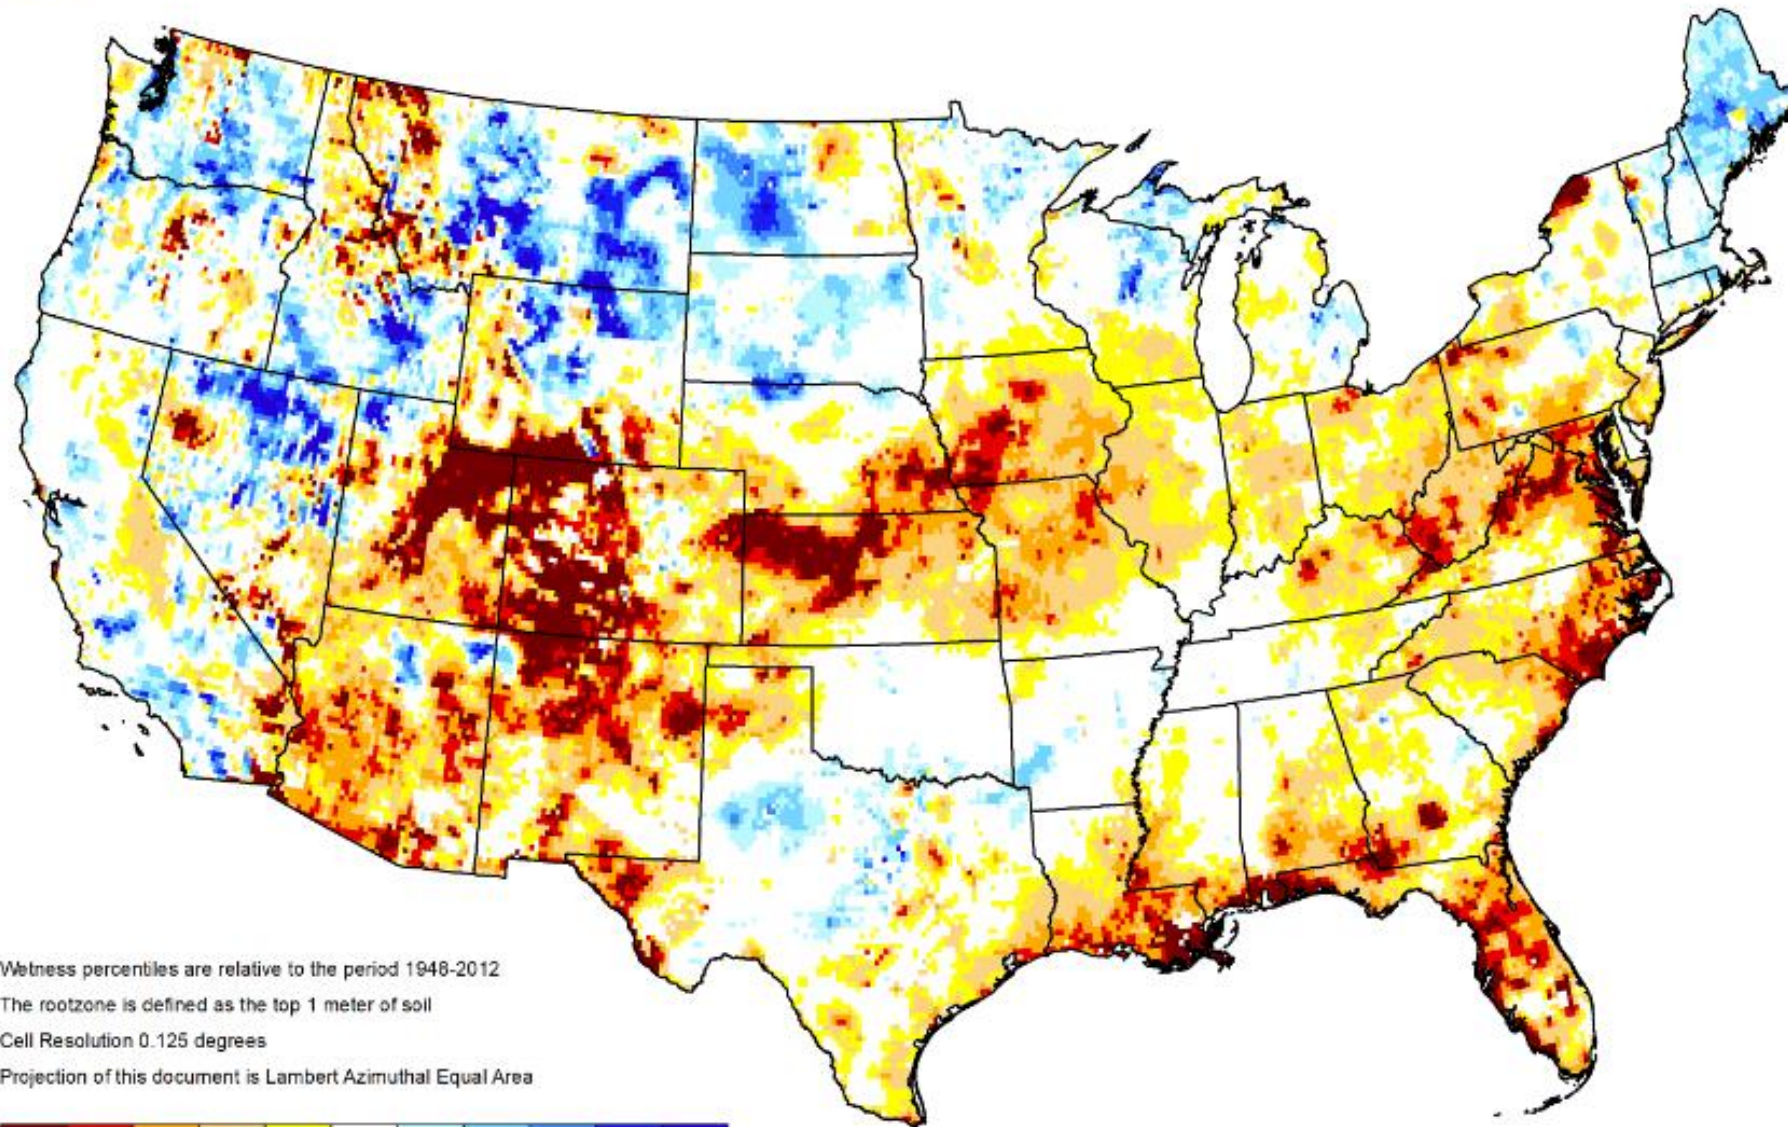 Wetness percentiles are relative to the period 1948-2012
The rootzone is defined as the top 1 meter of soil
Cell Resolution 0.125 degrees
Projection of this document is Lambert Azimuthal Equal Area